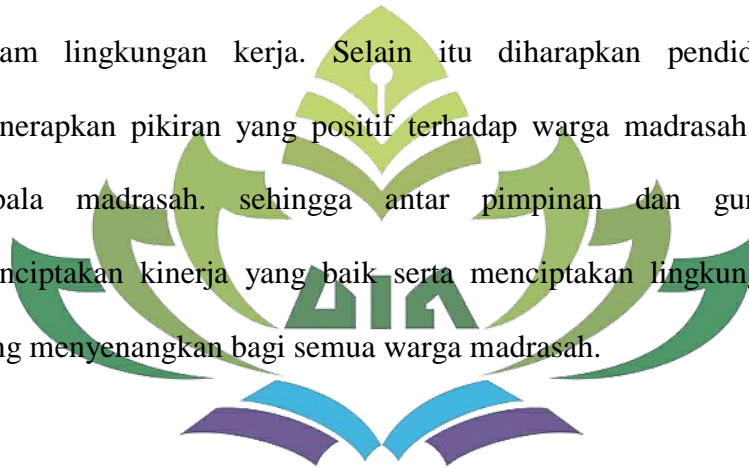 am lingkungan kerja. Selain itu diharapkan pendid
nerapkan pikiran yang positif terhadap warga madrasah
pala madrasah. sehingga antar pimpinan dan gur
nciptakan kinerja yang baik serta menciptakan lingkung
ng menyenangkan bagi semua warga madrasah.